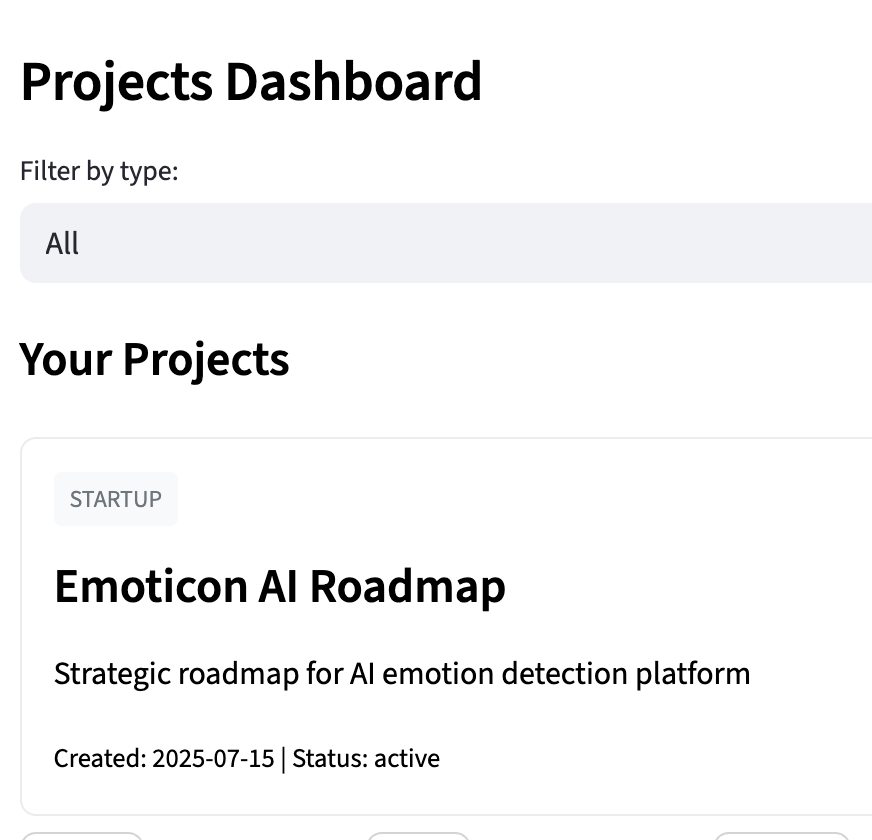 Projects Dashboard
Filter by type:
All
Your Projects
STARTUP
Emoticon AI Roadmap
Strategic roadmap for AI emotion detection platform
Created: 2025-07-15 | Status: active